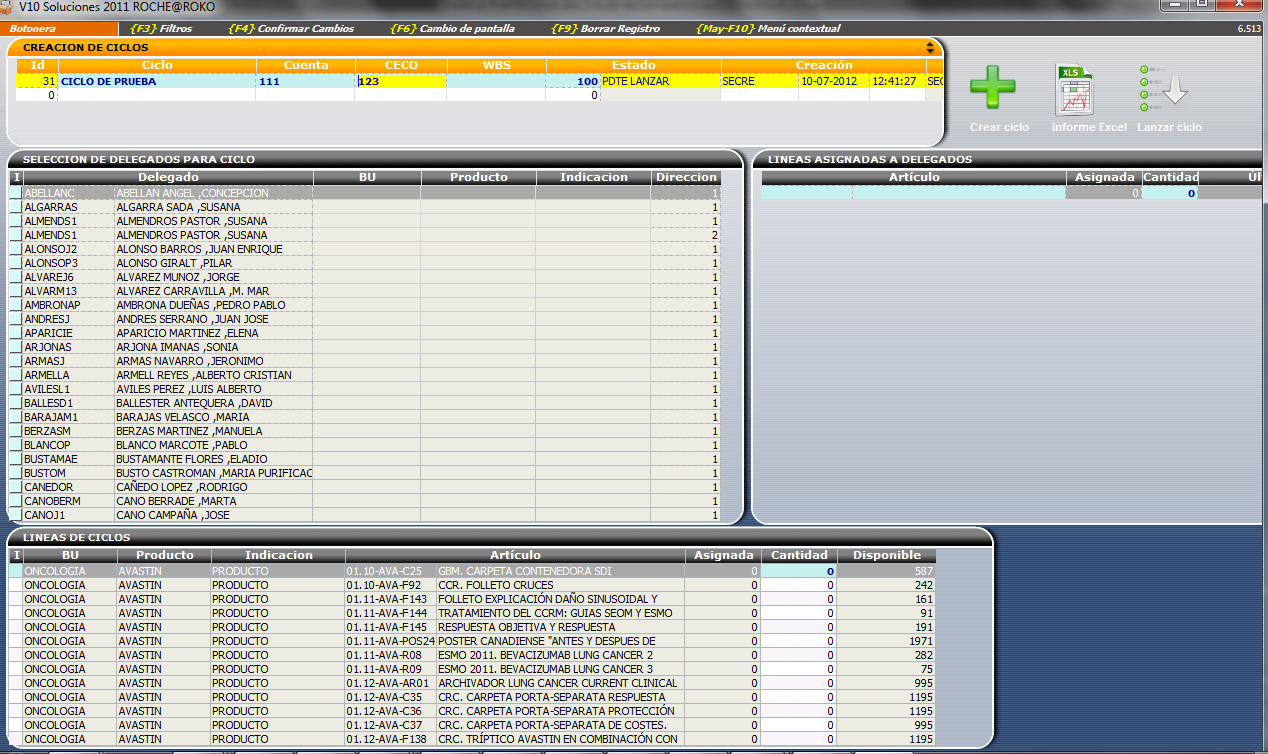 V10 Soluciones 2011 ROCHE@ROKO
Botonera {F3} Filtros {F4} Confirmar Cambios {F6} Cambio de pantalla {F9} Borrar Registro {May-F10} Menú contextual 6.513
CREACION DE CICLOS
Id Ciclo Cuenta CECO WBS Estado Creación
31 CICLO DE PRUEBA 111 123 100 PDTE LANZAR SECRE 10-07-2012 12:41:27 SEC
0 0
XLS
Crear ciclo Informe Excel Lanzar ciclo
SELECCION DE DELEGADOS PARA CICLO
I Delegado BU Producto Indicacion Direccion
ABELLANC ABELLAN ANGEL ,CONCEPCION 1
ALGARRAS ALGARRA SADA ,SUSANA 1
ALMENDS1 ALMENDROS PASTOR ,SUSANA 1
ALMENDS1 ALMENDROS PASTOR ,SUSANA 2
ALONSOJ2 ALONSO BARROS ,JUAN ENRIQUE 1
ALONSOP3 ALONSO GIRALT ,PILAR 1
ALVAREJ6 ALVAREZ MUNOZ ,JORGE 1
ALVARM13 ALVAREZ CARRAVILLA ,M. MAR 1
AMBRONAP AMBRONA DUEÑAS ,PEDRO PABLO 1
ANDRESJ ANDRES SERRANO ,JUAN JOSE 1
APARICIE APARICIO MARTINEZ ,ELENA 1
ARJONAS ARJONA IMANAS ,SONIA 1
ARMASJ ARMAS NAVARRO ,JERONIMO 1
ARMELLA ARMELL REYES ,ALBERTO CRISTIAN 1
AVILESL1 AVILES PEREZ ,LUIS ALBERTO 1
BALLESD1 BALLESTER ANTEQUERA ,DAVID 1
BARAJAM1 BARAJAS VELASCO ,MARIA 1
BERZASM BERZAS MARTINEZ ,MANUELA 1
BLANCOP BLANCO MARCOTE ,PABLO 1
BUSTAMAE BUSTAMANTE FLORES ,ELADIO 1
BUSTOM BUSTO CASTROMAN ,MARIA PURIFICAC 1
CANEDOR CAÑEDO LOPEZ ,RODRIGO 1
CANOBERM CANO BERRADE ,MARTA 1
CANOJ1 CANO CAMPAÑA ,JOSE 1
LINEAS ASIGNADAS A DELEGADOS
Artículo Asignada Cantidad Úl
0 0
LINEAS DE CICLOS
I BU Producto Indicacion Artículo Asignada Cantidad Disponible
ONCOLOGIA AVASTIN PRODUCTO 01.10-AVA-C25 GBM. CARPETA CONTENEDORA SDI 0 0 587
ONCOLOGIA AVASTIN PRODUCTO 01.10-AVA-F92 CCR. FOLLETO CRUCES 0 0 242
ONCOLOGIA AVASTIN PRODUCTO 01.11-AVA-F143 FOLLETO EXPLICACIÓN DAÑO SINUSOIDAL Y 0 0 161
ONCOLOGIA AVASTIN PRODUCTO 01.11-AVA-F144 TRATAMIENTO DEL CCRM: GUIAS SEOM Y ESMO 0 0 91
ONCOLOGIA AVASTIN PRODUCTO 01.11-AVA-F145 RESPUESTA OBJETIVA Y RESPUESTA 0 0 191
ONCOLOGIA AVASTIN PRODUCTO 01.11-AVA-POS24 POSTER CANADIENSE "ANTES Y DESPUES DE 0 0 1971
ONCOLOGIA AVASTIN PRODUCTO 01.11-AVA-R08 ESMO 2011. BEVACIZUMAB LUNG CANCER 2 0 0 282
ONCOLOGIA AVASTIN PRODUCTO 01.11-AVA-R09 ESMO 2011. BEVACIZUMAB LUNG CANCER 3 0 0 75
ONCOLOGIA AVASTIN PRODUCTO 01.12-AVA-AR01 ARCHIVADOR LUNG CANCER CURRENT CLINICAL 0 0 995
ONCOLOGIA AVASTIN PRODUCTO 01.12-AVA-C35 CRC. CARPETA PORTA-SEPARATA RESPUESTA 0 0 1195
ONCOLOGIA AVASTIN PRODUCTO 01.12-AVA-C36 CRC. CARPETA PORTA-SEPARATA PROTECCIÓN 0 0 1195
ONCOLOGIA AVASTIN PRODUCTO 01.12-AVA-C37 CRC. CARPETA PORTA-SEPARATA DE COSTES. 0 0 995
ONCOLOGIA AVASTIN PRODUCTO 01.12-AVA-F138 CRC. TRÍPTICO AVASTIN EN COMBINACIÓN CON 0 0 1195